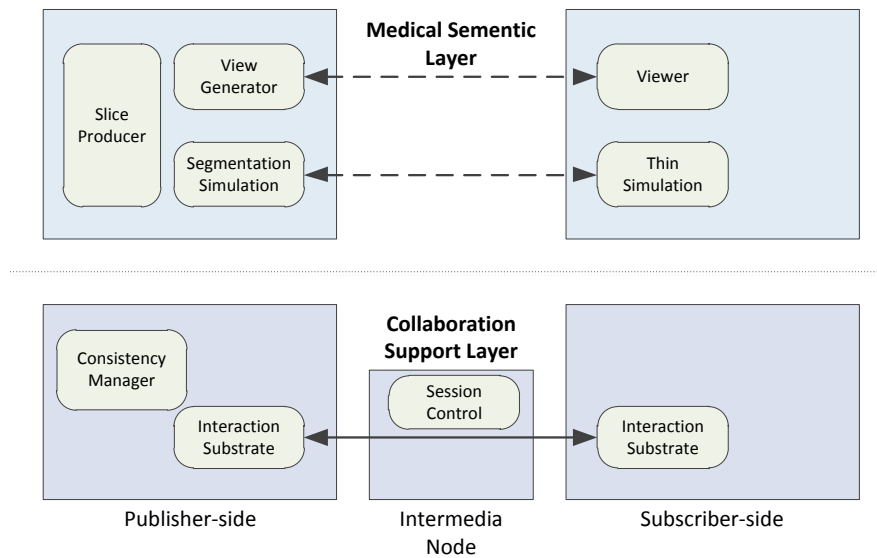 Medical Sementic
Layer
Slice
Producer
View
Generator
Viewer
Segmentation
Simulation
Thin
Simulation
Collaboration
Support Layer
Consistency
Manager
Session
Control
Interaction
Substrate
Interaction
Substrate
Publisher-side
Intermedia
Node
Subscriber-side